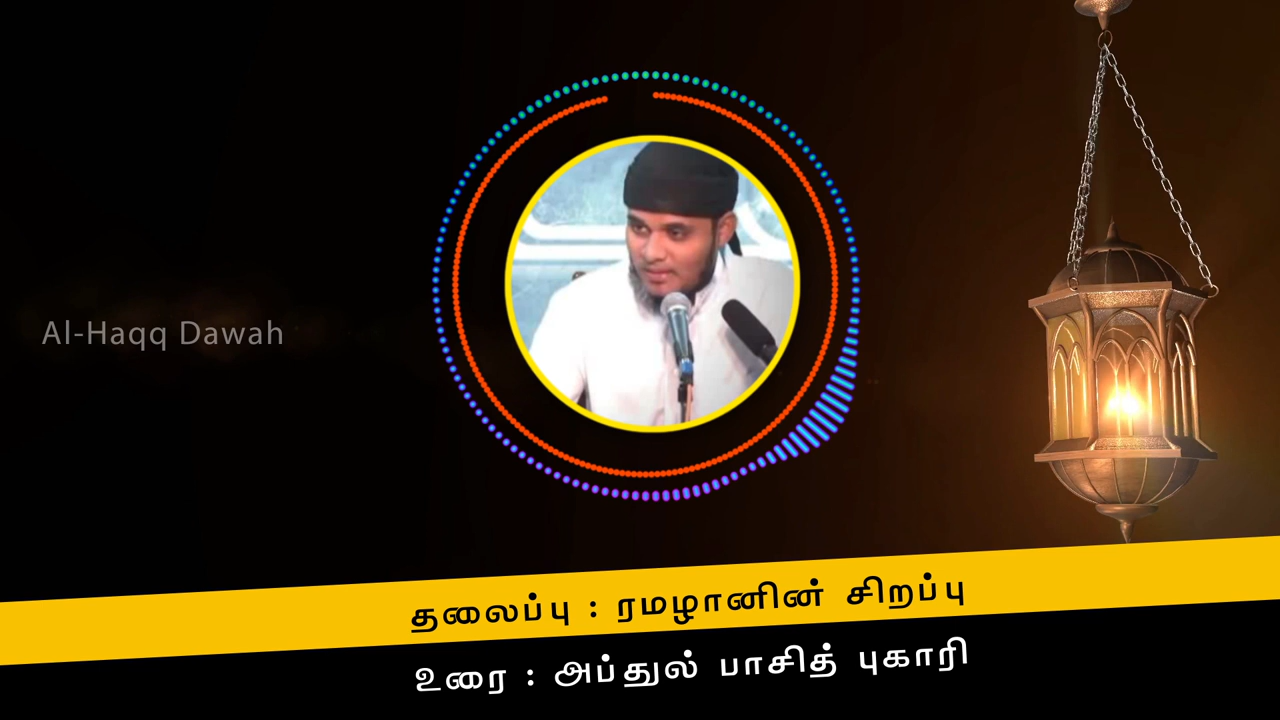 Al-Haqq Dawah
தலைப்பு : ரமழானின் சிறப்பு
உரை : அப்துல் பாசித் புகாரி